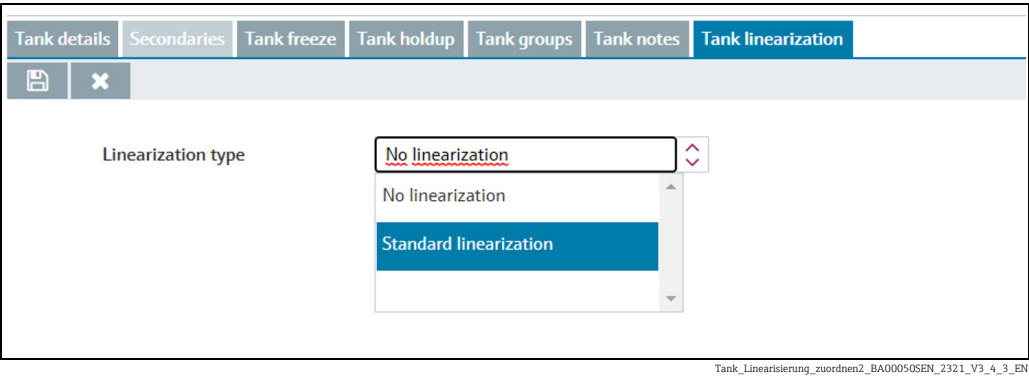 Tank details Secondaries Tank freeze Tank holdup Tank groups Tank notes Tank linearization
Linearization type No linearization
No linearization
Standard linearization
Tank_Linearisierung_zuordnen2_BA00050SEN_2321_V3_4_3_EN